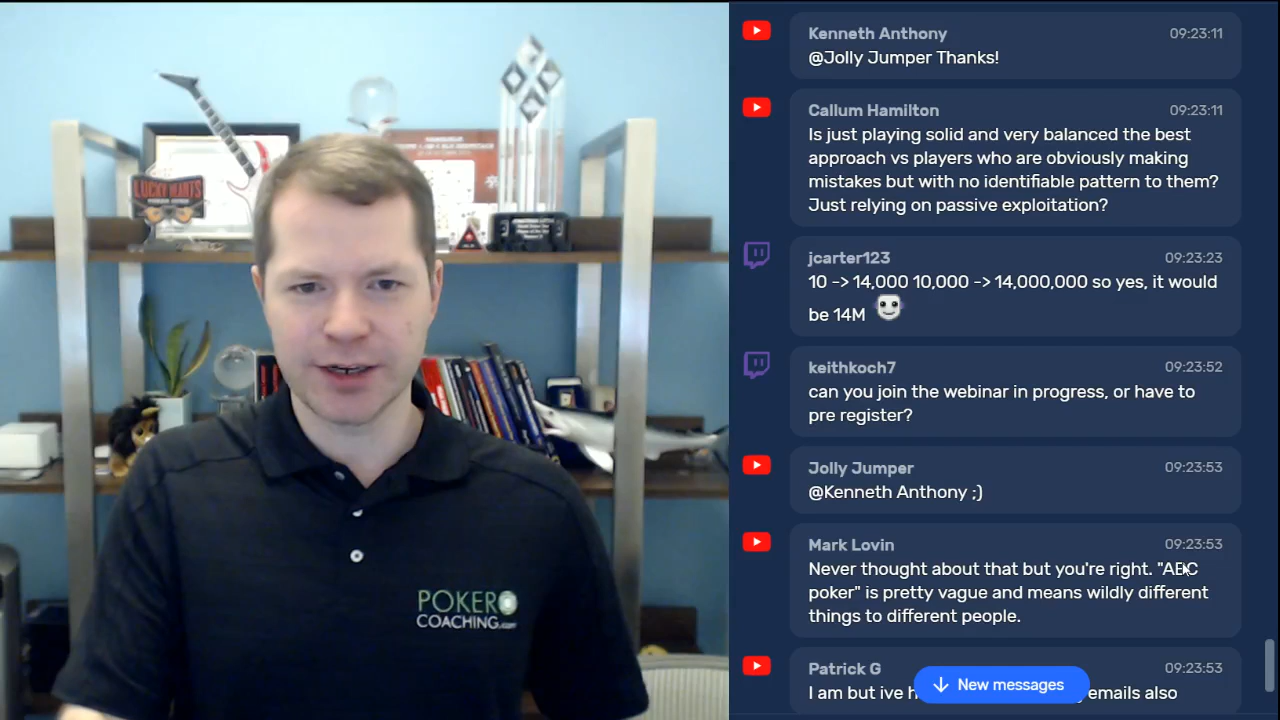 Kenneth Anthony
09:23:11
@Jolly Jumper Thanks!
Callum Hamilton
09:23:11
Is just playing solid and very balanced the best
approach vs players who are obviously making
mistakes but with no identifiable pattern to them?
Just relying on passive exploitation?
jcarter123
09:23:23
10 -> 14,000 10,000 -> 14,000,000 so yes, it would
be 14M
keithkoch7
09:23:52
can you join the webinar in progress, or have to
pre register?
Jolly Jumper
09:23:53
@Kenneth Anthony ;)
Mark Lovin
09:23:53
Never thought about that but you're right. "ABC
poker" is pretty vague and means wildly different
things to different people.
Patrick G
09:23:53
I am but ive
emails also
New messages
POKER
COACHING.com